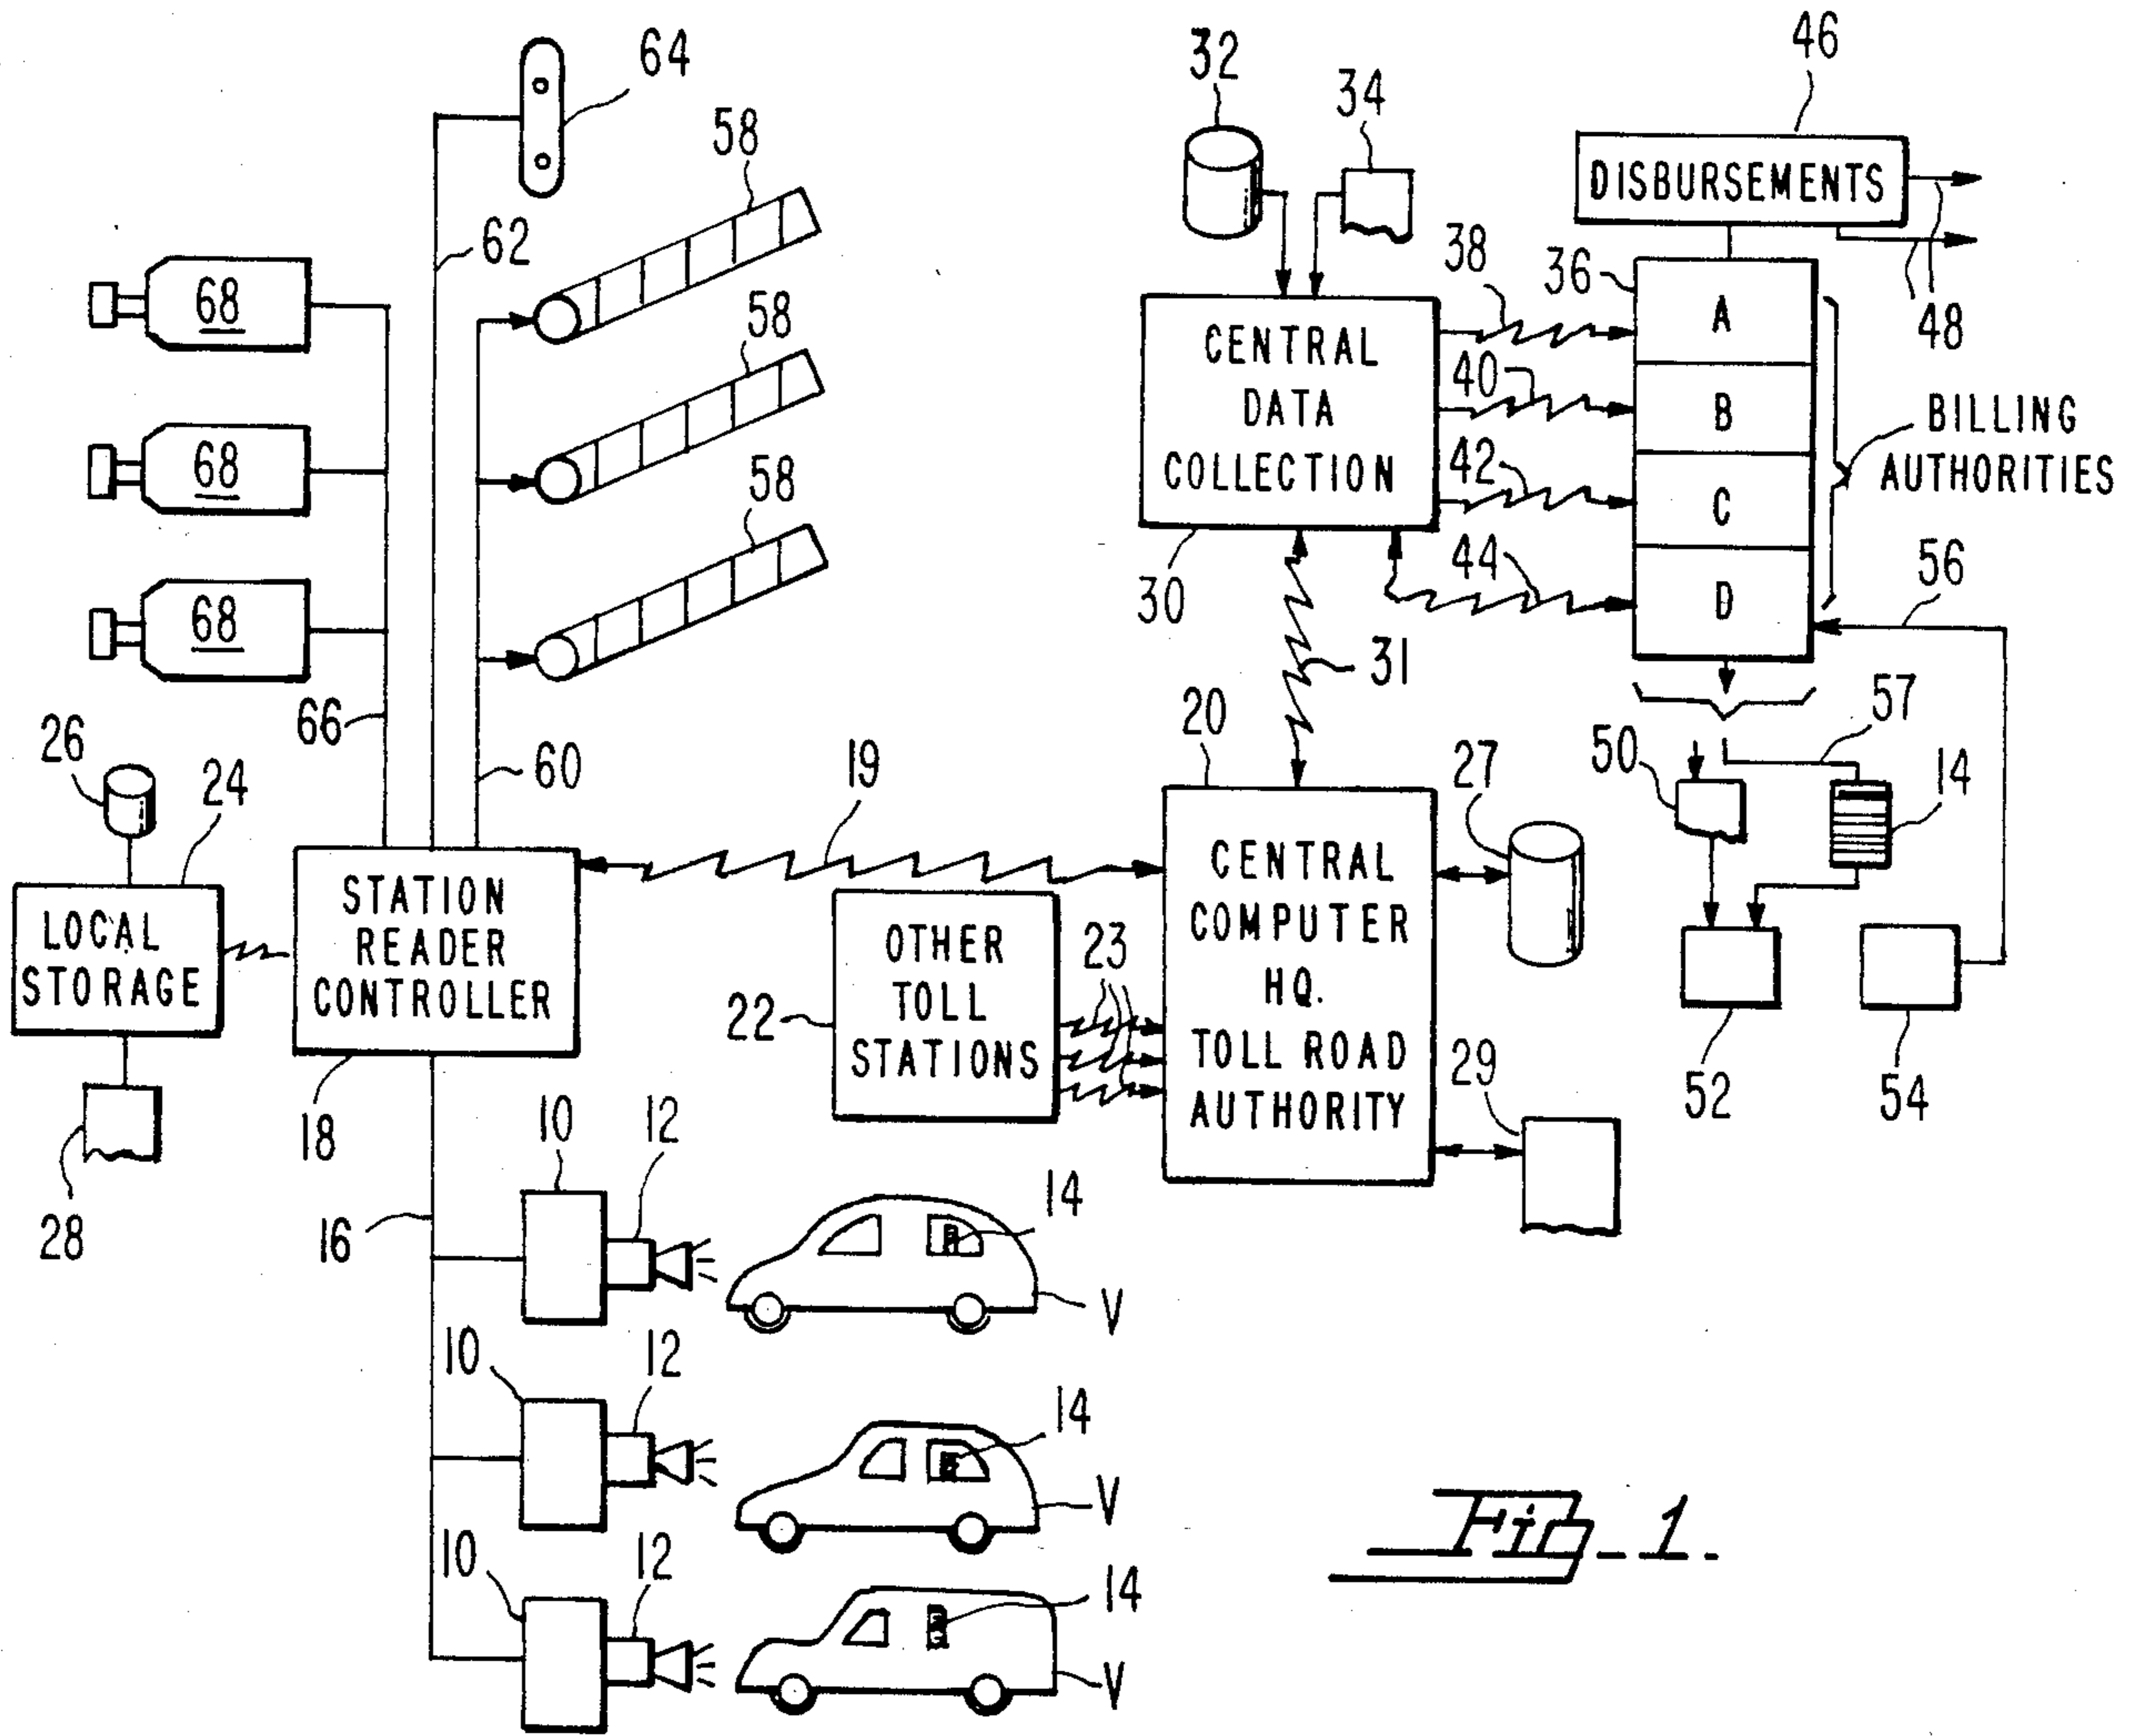 64
58
62
68
58
68
58
68
66
60
26
24
LOCAL
STORAGE
28
STATION
READER
CONTROLLER
18
19
16
32
34
46
DISBURSEMENTS
48
CENTRAL
DATA
COLLECTION
30
38
40
42
44
36
A
B
C
D
BILLING
AUTHORITIES
56
31
20
57
50
14
52
54
27
CENTRAL
COMPUTER
HQ.
TOLL ROAD
AUTHORITY
29
OTHER
TOLL
STATIONS
22
23
10
12
14
V
10
12
14
V
10
12
14
V
Fig_1.